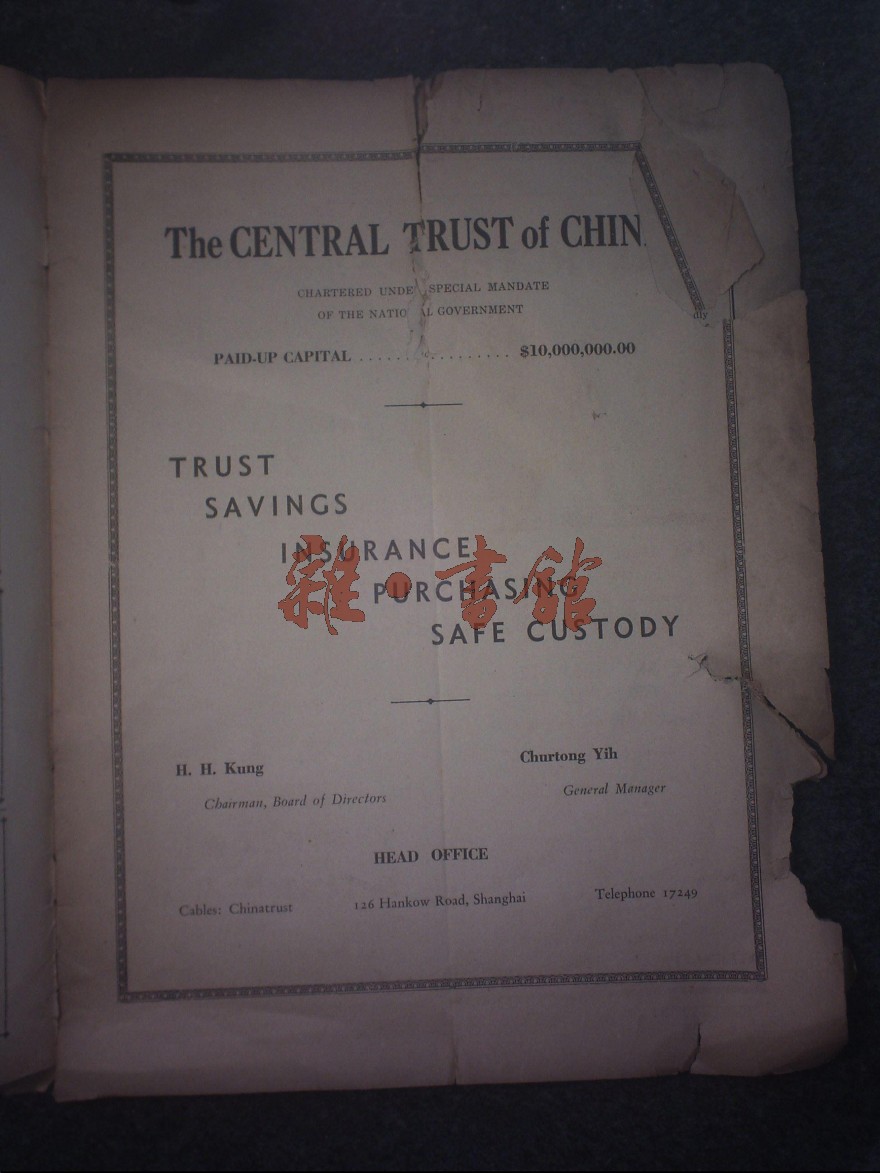 The CENTRAL TRUST of CHIN
CHARTERED UNDE SPECIAL MANDATE
OF THE NATIO AL GOVERNMENT
dly
PAID-UP CAPITAL . . . . . . . . . . . . . . . . $10,000,000.00
TRUST
SAVINGS
INSURANCE
PURCHASING
雜·書館
SAFE CUSTODY
H. H. Kung
Chairman, Board of Directors
Churtong Yih
General Manager
HEAD OFFICE
Cables: Chinatrust
126 Hankow Road, Shanghai
Telephone 17249